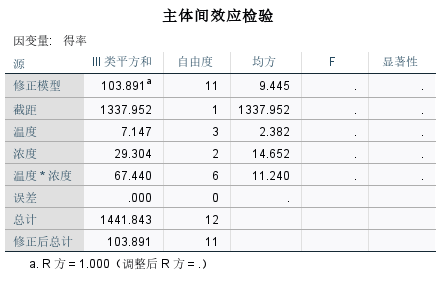 主体间效应检验
因变量: 得率
源 III 类平方和 自由度 均方 F 显著性
修正模型 103.891a 11 9.445 . .
截距 1337.952 1 1337.952 . .
温度 7.147 3 2.382 . .
浓度 29.304 2 14.652 . .
温度 * 浓度 67.440 6 11.240 . .
误差 .000 0 .
总计 1441.843 12
修正后总计 103.891 11
a. R 方 = 1.000（调整后 R 方 = .）